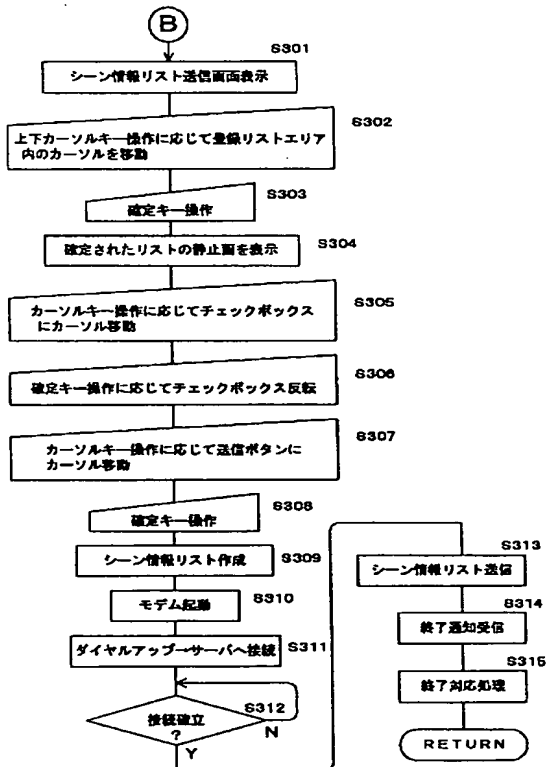 B
S301
シーン情報リスト送信画面表示
S302
上下カーソルキー操作に応じて登録リストエリア
内のカーソルを移動
S303
確定キー操作
S304
確定されたリストの静止画を表示
S305
カーソルキー操作に応じてチェックボックス
にカーソル移動
S306
確定キー操作に応じてチェックボックス反転
S307
カーソルキー操作に応じて送信ボタンに
カーソル移動
S308
確定キー操作
S309
シーン情報リスト作成
S310
モデム起動
S311
ダイヤルアップーサーバへ接続
S312
接続確立
?
N
Y
S313
シーン情報リスト送信
S314
終了通知受信
S315
終了対応処理
RETURN